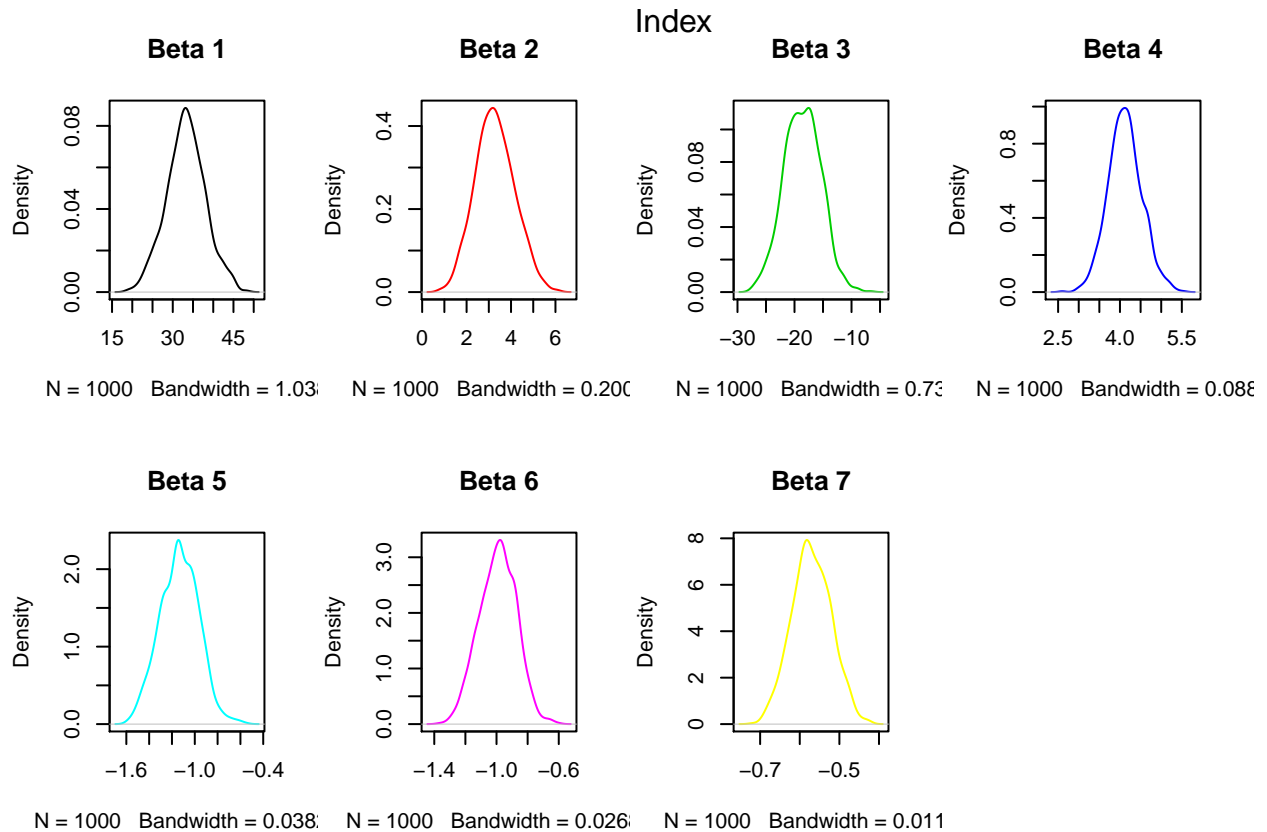 Index
Beta 1
Density
0.00 0.04 0.08
15 30 45
N = 1000 Bandwidth = 1.038
Beta 2
Density
0.0 0.2 0.4
0 2 4 6
N = 1000 Bandwidth = 0.200
Beta 3
Density
0.00 0.04 0.08
−30 −20 −10
N = 1000 Bandwidth = 0.73
Beta 4
Density
0.0 0.4 0.8
2.5 4.0 5.5
N = 1000 Bandwidth = 0.088
Beta 5
Density
0.0 1.0 2.0
−1.6 −1.0 −0.4
N = 1000 Bandwidth = 0.038
Beta 6
Density
0.0 1.0 2.0 3.0
−1.4 −1.0 −0.6
N = 1000 Bandwidth = 0.026
Beta 7
Density
0 2 4 6 8
−0.7 −0.5
N = 1000 Bandwidth = 0.011